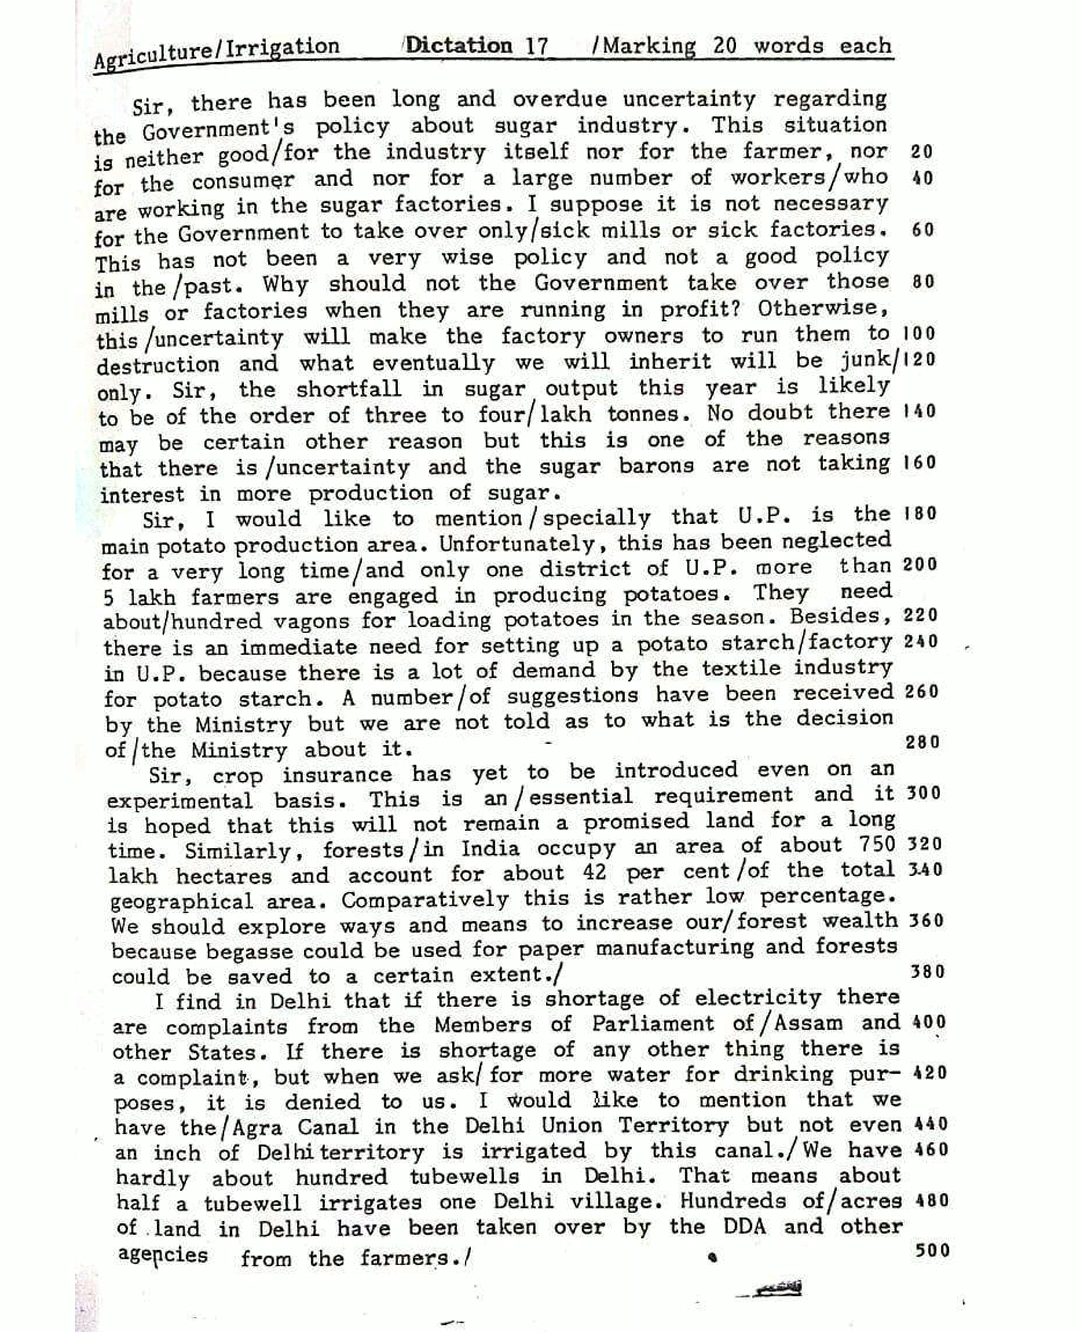 Agriculture/Irrigation Dictation 17 /Marking 20 words each
Sir, there has been long and overdue uncertainty regarding
the Government's policy about sugar industry. This situation
is neither good/for the industry itself nor for the farmer, nor 20
for the consumer and nor for a large number of workers/who 40
are working in the sugar factories. I suppose it is not necessary
for the Government to take over only/sick mills or sick factories. 60
This has not been a very wise policy and not a good policy
in the/past. Why should not the Government take over those 80
mills or factories when they are running in profit? Otherwise,
this/uncertainty will make the factory owners to run them to 100
destruction and what eventually we will inherit will be junk/120
only. Sir, the shortfall in sugar output this year is likely
to be of the order of three to four/lakh tonnes. No doubt there 140
may be certain other reason but this is one of the reasons
that there is/uncertainty and the sugar barons are not taking 160
interest in more production of sugar.
Sir, I would like to mention/specially that U.P. is the 180
main potato production area. Unfortunately, this has been neglected
for a very long time/and only one district of U.P. more than 200
5 lakh farmers are engaged in producing potatoes. They need
about/hundred vagons for loading potatoes in the season. Besides, 220
there is an immediate need for setting up a potato starch/factory 240
in U.P. because there is a lot of demand by the textile industry
for potato starch. A number/of suggestions have been received 260
by the Ministry but we are not told as to what is the decision
of/the Ministry about it. 280
Sir, crop insurance has yet to be introduced even on an
experimental basis. This is an/essential requirement and it 300
is hoped that this will not remain a promised land for a long
time. Similarly, forests/in India occupy an area of about 750 320
lakh hectares and account for about 42 per cent/of the total 340
geographical area. Comparatively this is rather low percentage.
We should explore ways and means to increase our/forest wealth 360
because begasse could be used for paper manufacturing and forests
could be saved to a certain extent./ 380
I find in Delhi that if there is shortage of electricity there
are complaints from the Members of Parliament of/Assam and 400
other States. If there is shortage of any other thing there is
a complaint, but when we ask/for more water for drinking pur- 420
poses, it is denied to us. I would like to mention that we
have the/Agra Canal in the Delhi Union Territory but not even 440
an inch of Delhi territory is irrigated by this canal./We have 460
hardly about hundred tubewells in Delhi. That means about
half a tubewell irrigates one Delhi village. Hundreds of/acres 480
of land in Delhi have been taken over by the DDA and other
agencies from the farmers./ 500